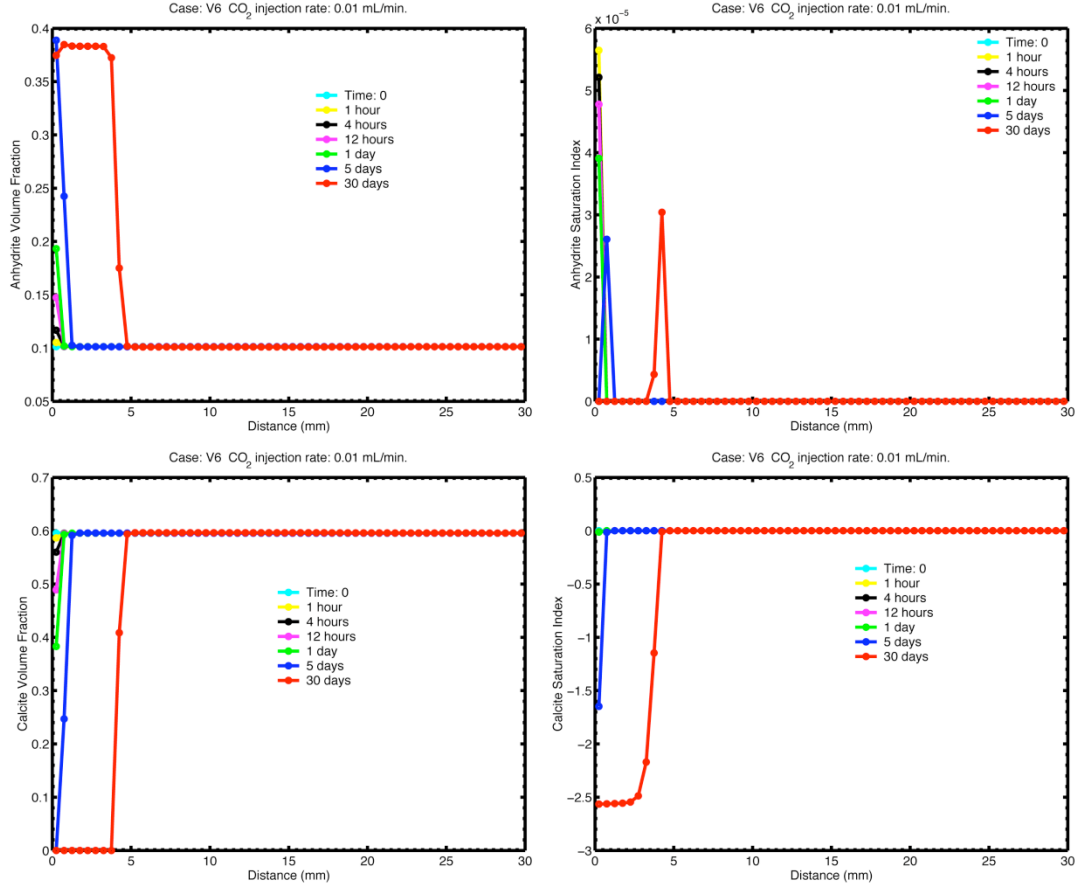 Case: V6 CO2 injection rate: 0.01 mL/min.
0.4
0.35
0.3
0.25
0.2
0.15
0.1
0.05
Anhydrite Volume Fraction
Time: 0
1 hour
4 hours
12 hours
1 day
5 days
30 days
0
5
10
15
20
25
30
Distance (mm)
Case: V6 CO2 injection rate: 0.01 mL/min.
x 10−5
6
5
4
3
2
1
0
Anhydrite Saturation Index
Time: 0
1 hour
4 hours
12 hours
1 day
5 days
30 days
0
5
10
15
20
25
30
Distance (mm)
Case: V6 CO2 injection rate: 0.01 mL/min.
0.7
0.6
0.5
0.4
0.3
0.2
0.1
0
Calcite Volume Fraction
Time: 0
1 hour
4 hours
12 hours
1 day
5 days
30 days
0
5
10
15
20
25
30
Distance (mm)
Case: V6 CO2 injection rate: 0.01 mL/min.
0.5
0
−0.5
−1
−1.5
−2
−2.5
−3
Calcite Saturation Index
Time: 0
1 hour
4 hours
12 hours
1 day
5 days
30 days
0
5
10
15
20
25
30
Distance (mm)